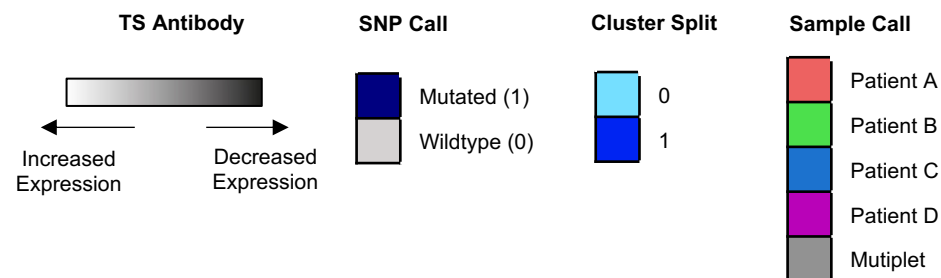 TS Antibody
Increased
Expression
Decreased
Expression
SNP Call
Mutated (1)
Wildtype (0)
Cluster Split
0
1
Sample Call
Patient A
Patient B
Patient C
Patient D
Mutiplet